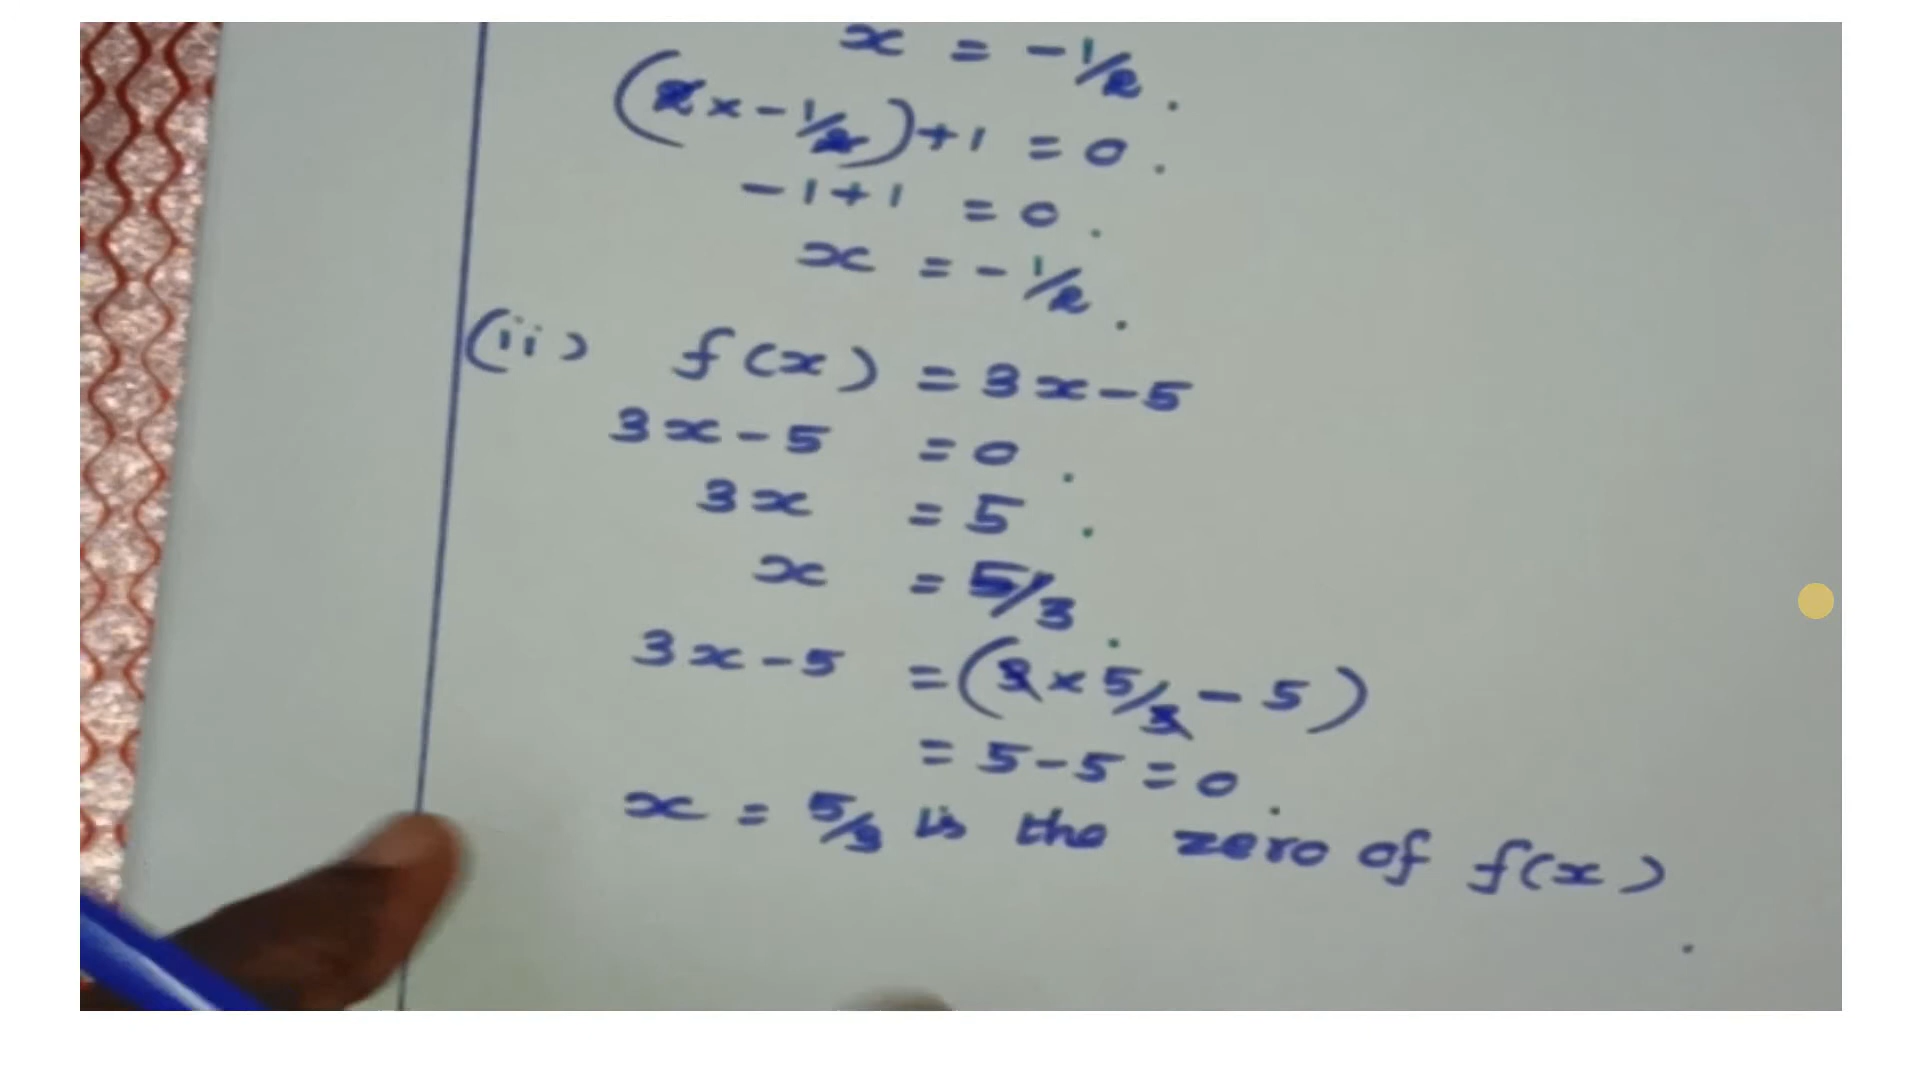 x = - 1/2 .
(2 x - 1/2) + 1 = 0 .
- 1 + 1 = 0 .
x = - 1/2 .
(ii) f(x) = 3x - 5
3x - 5 = 0 .
3x = 5 .
x = 5/3 .
3x - 5 = (3 x 5/3 - 5)
= 5 - 5 = 0 .
x = 5/3 is the zero of f(x) .